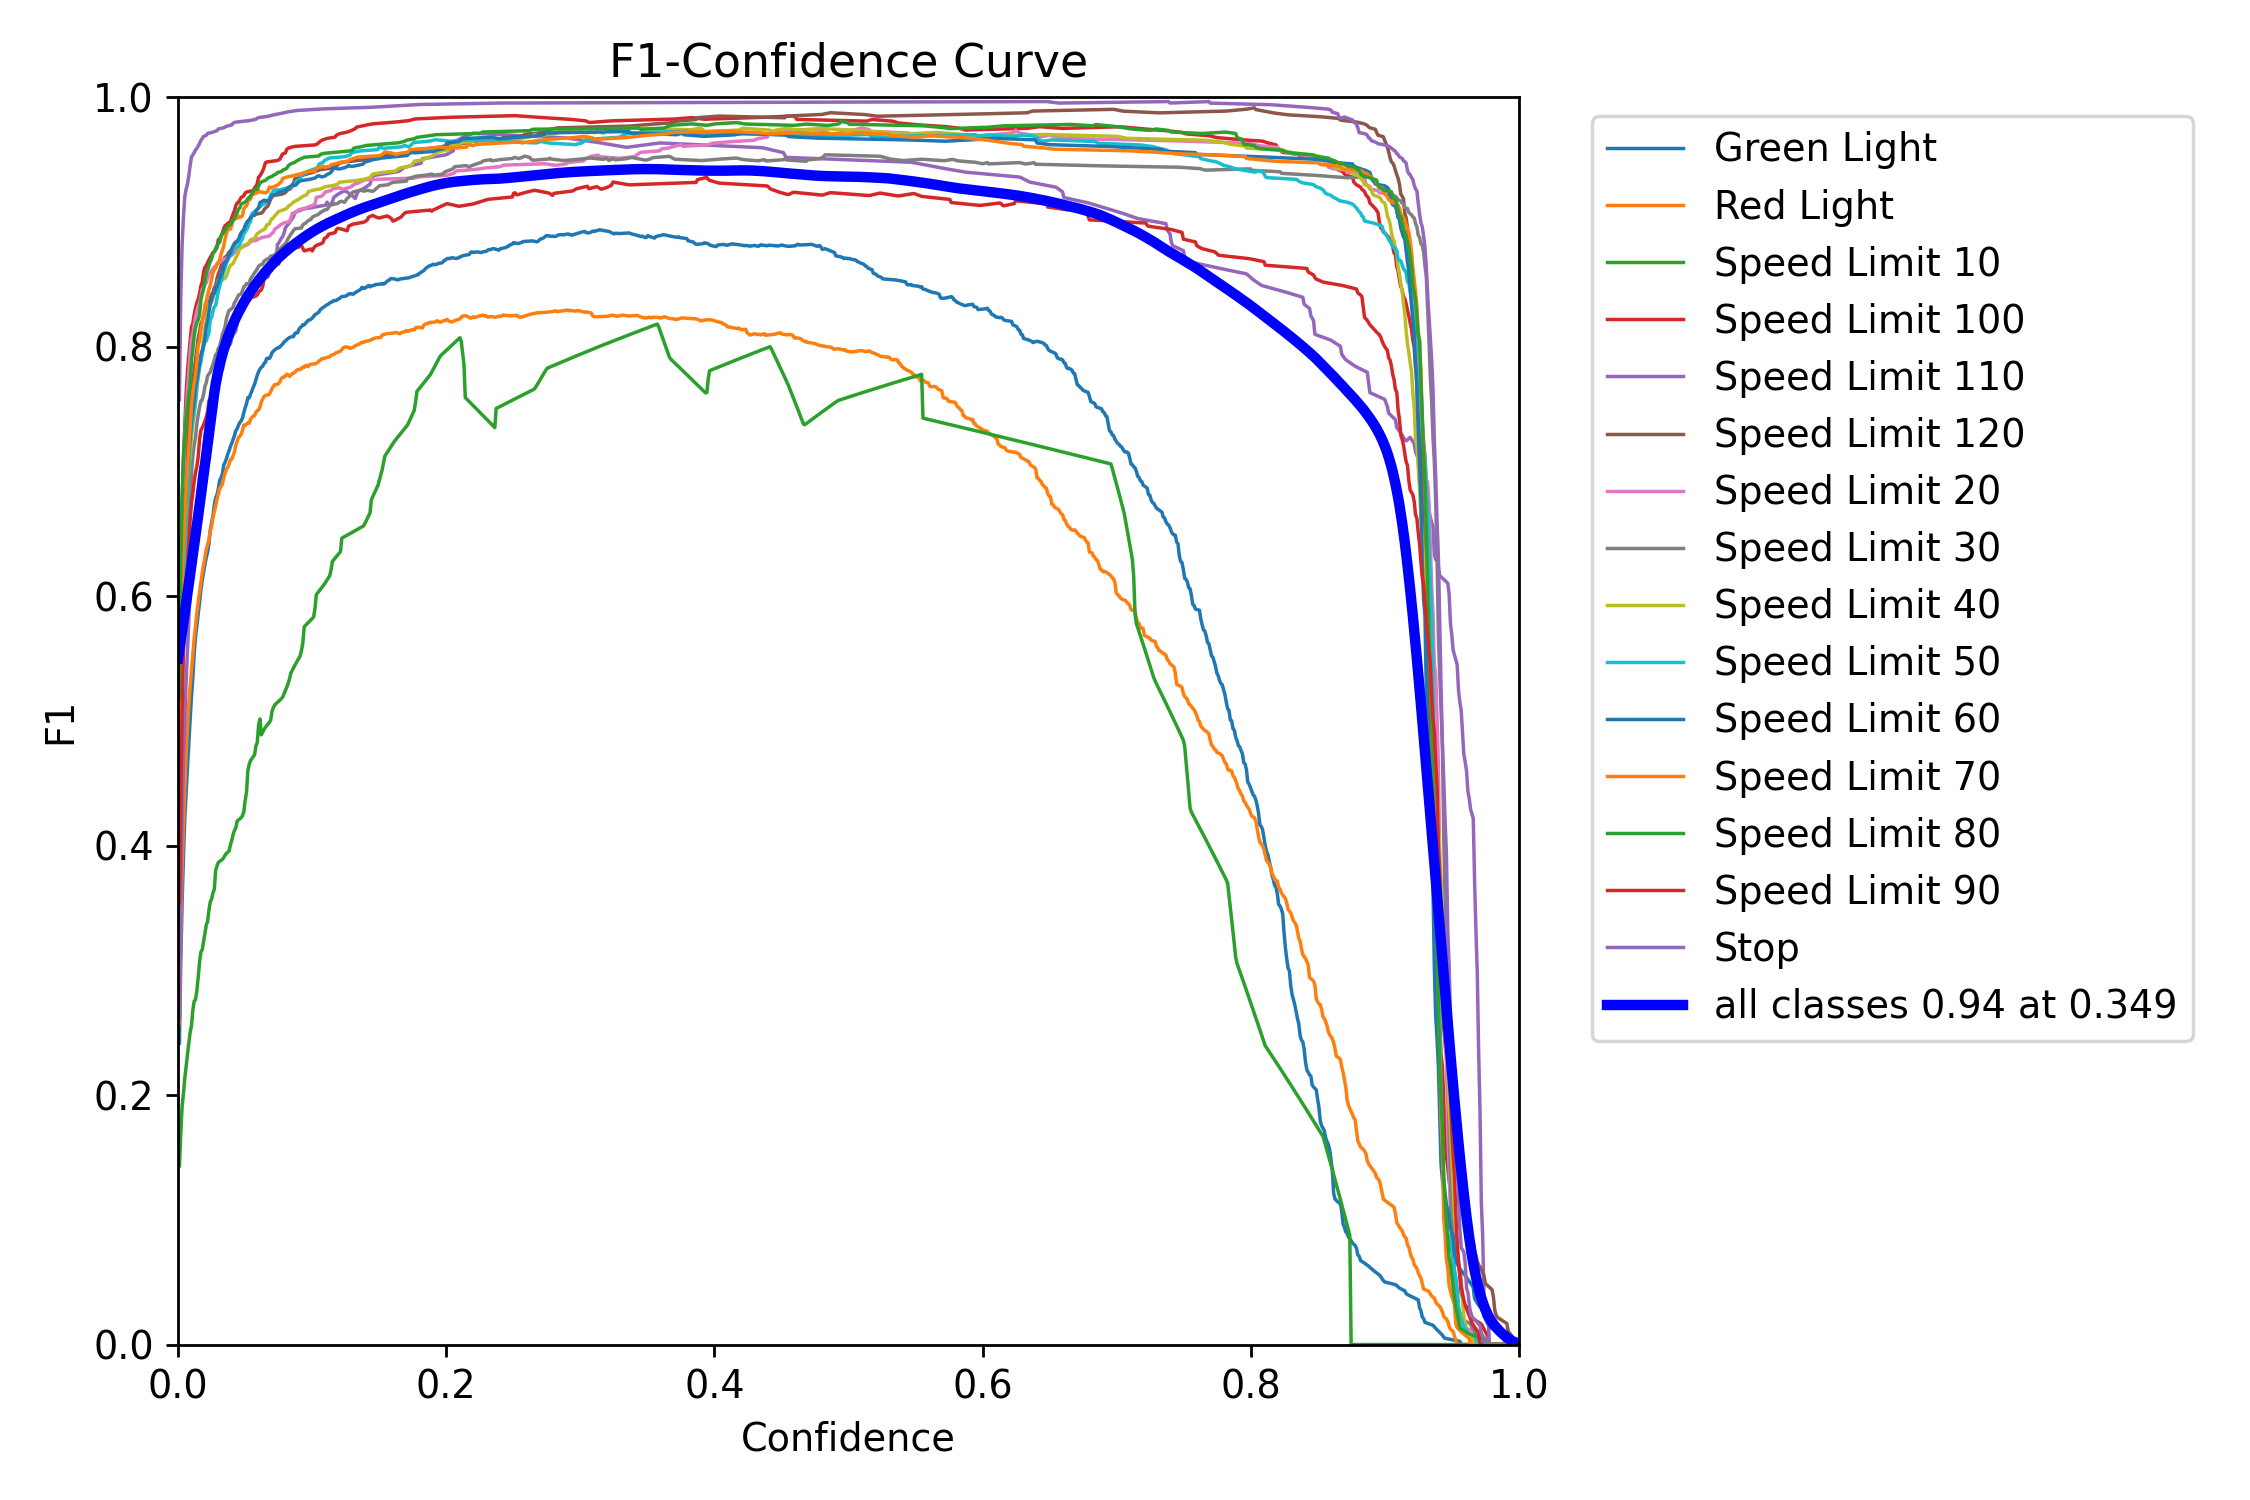 F1-Confidence Curve
1.0
0.8
0.6
0.4
0.2
0.0
F1
0.0 0.2 0.4 0.6 0.8 1.0
Confidence
Green Light
Red Light
Speed Limit 10
Speed Limit 100
Speed Limit 110
Speed Limit 120
Speed Limit 20
Speed Limit 30
Speed Limit 40
Speed Limit 50
Speed Limit 60
Speed Limit 70
Speed Limit 80
Speed Limit 90
Stop
all classes 0.94 at 0.349